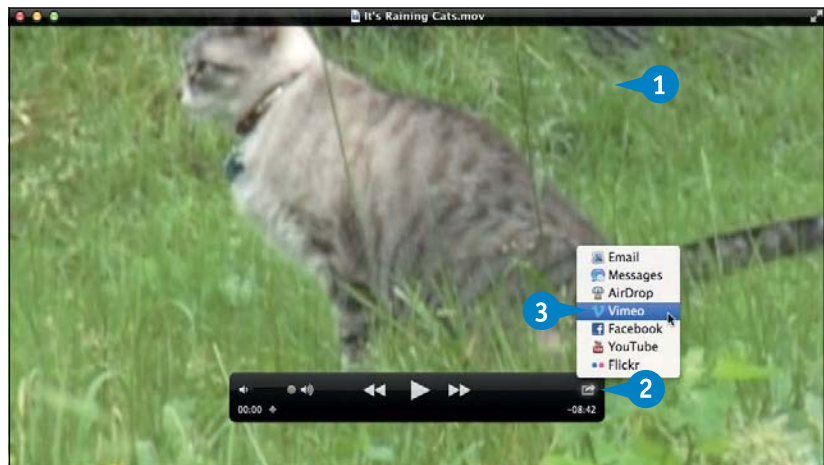 It's Raining Cats.mov
1
Email
Messages
AirDrop
3
Vimeo
Facebook
YouTube
Flickr
2
00:00
-08:42